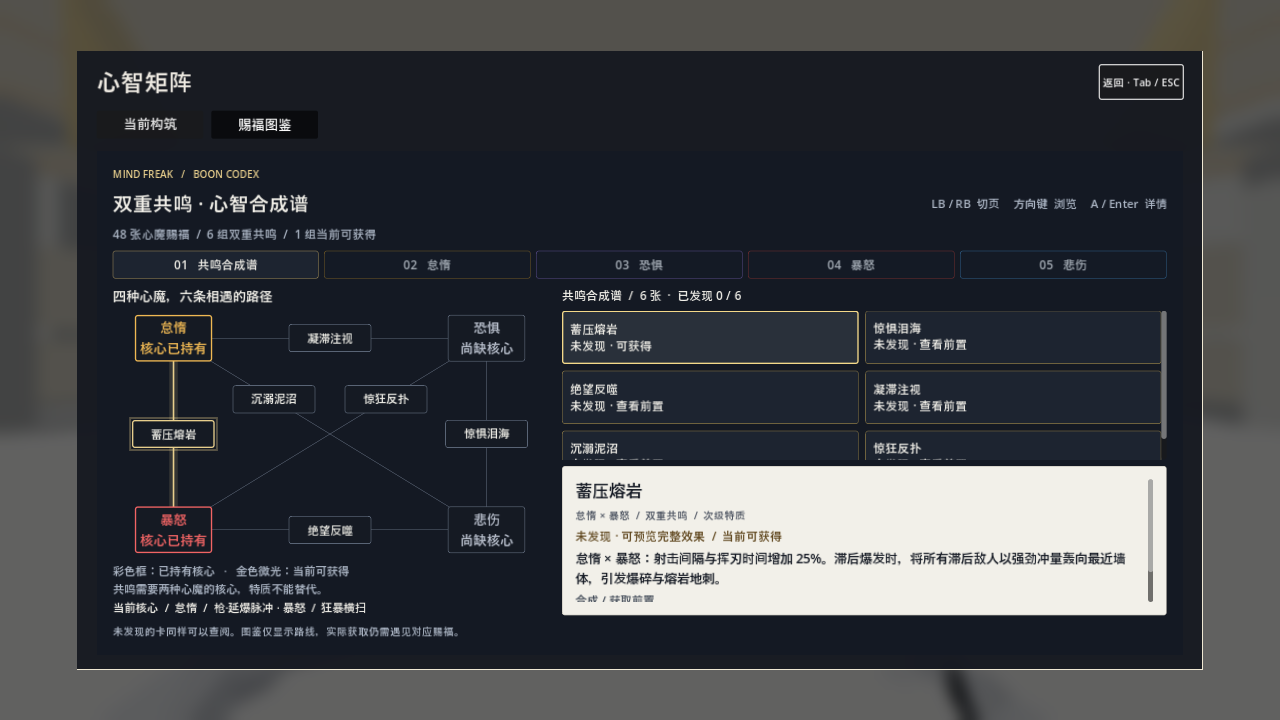 心智矩阵
返回 · Tab / ESC
当前构筑
赐福图鉴
MIND FREAK / BOON CODEX
双重共鸣 · 心智合成谱
LB / RB 切页 方向键 浏览 A / Enter 详情
48 张心魔赐福 / 6 组双重共鸣 / 1 组当前可获得
01 共鸣合成谱
02 怠惰
03 恐惧
04 暴怒
05 悲伤
四种心魔，六条相遇的路径
怠惰
核心已持有
凝滞注视
恐惧
尚缺核心
沉溺泥沼
惊狂反扑
蓄压熔岩
惊惧泪海
暴怒
核心已持有
绝望反噬
悲伤
尚缺核心
彩色框：已持有核心 · 金色微光：当前可获得
共鸣需要两种心魔的核心，特质不能替代。
当前核心 / 怠惰 / 枪·延爆脉冲 · 暴怒 / 狂暴横扫
未发现的卡同样可以查阅。图鉴仅显示路线，实际获取仍需遇见对应赐福。
共鸣合成谱 / 6 张 · 已发现 0 / 6
蓄压熔岩
未发现 · 可获得
惊惧泪海
未发现 · 查看前置
绝望反噬
未发现 · 查看前置
凝滞注视
未发现 · 查看前置
沉溺泥沼
惊狂反扑
蓄压熔岩
怠惰 × 暴怒 / 双重共鸣 / 次级特质
未发现 · 可预览完整效果 / 当前可获得
怠惰 × 暴怒：射击间隔与挥刃时间增加 25%。滞后爆发时，将所有滞后敌人以强劲冲量轰向最近墙
体，引发爆碎与熔岩地刺。
合成 / 获取前置